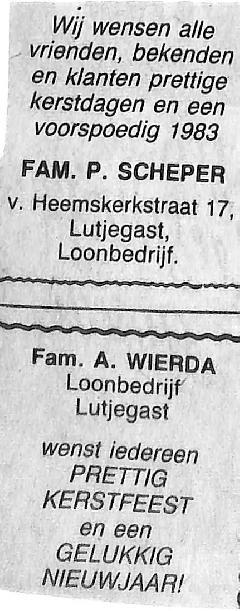 Wij wensen alle
vrienden, bekenden
en klanten prettige
kerstdagen en een
voorspoedig 1983
FAM. P. SCHEPER
v. Heemskerkstraat 17,
Lutjegast,
Loonbedrijf.
Fam. A. WIERDA
Loonbedrijf
Lutjegast
wenst iedereen
PRETTIG
KERSTFEEST
en een
GELUKKIG
NIEUWJAAR!